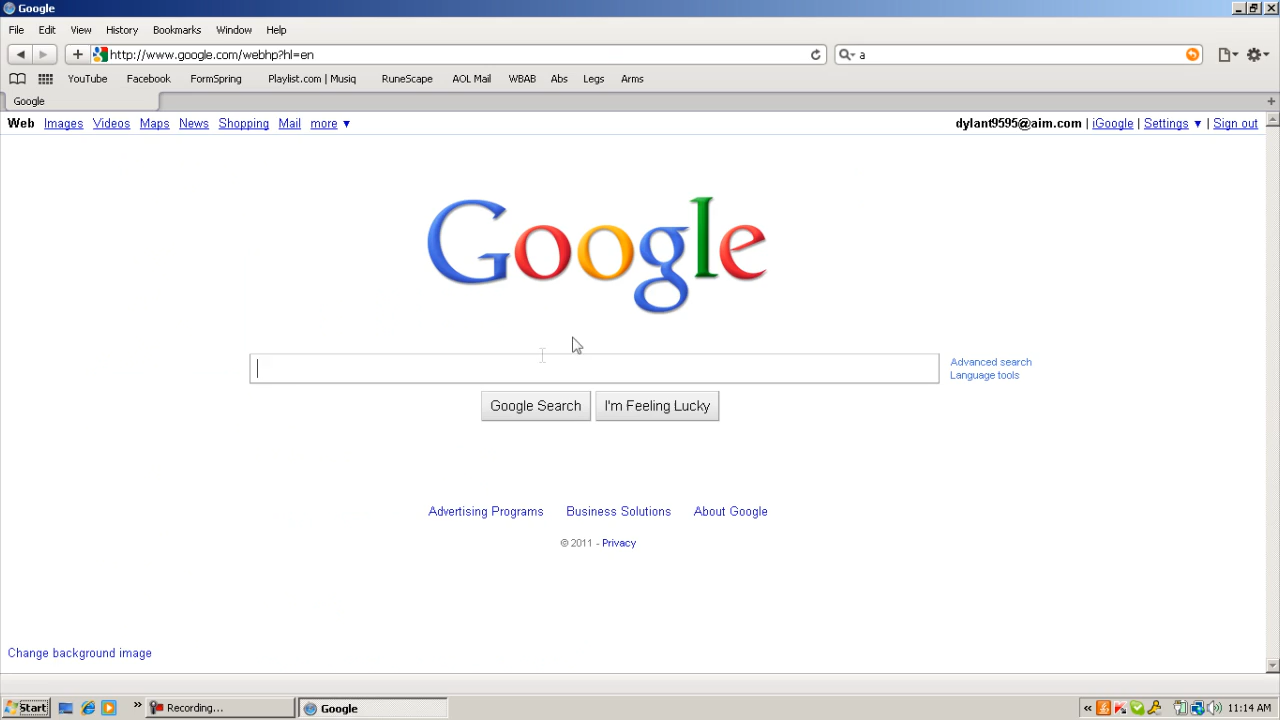 Google
File Edit View History Bookmarks Window Help
http://www.google.com/webhp?hl=en a
YouTube Facebook FormSpring Playlist.com | Musiq RuneScape AOL Mail WBAB Abs Legs Arms
Google
Web Images Videos Maps News Shopping Mail more ▼ dylant9595@aim.com | iGoogle | Settings ▼ | Sign out
Google
Advanced search
Language tools
Google Search I'm Feeling Lucky
Advertising Programs Business Solutions About Google
© 2011 - Privacy
Change background image
Start » Recording... Google « 11:14 AM